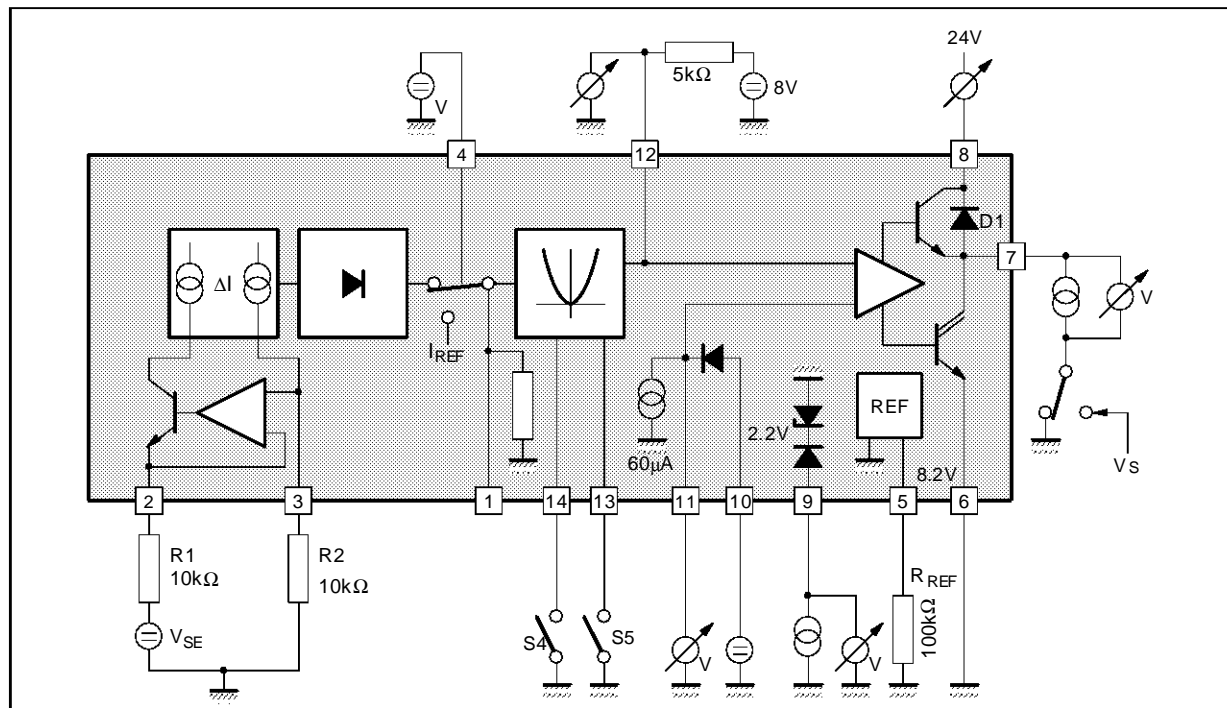 24V
5kΩ
8V
V
4
12
8
D1
ΔI
7
V
I REF
REF
2.2V
60µA
8.2V
V S
2
3
1
14
13
11
10
9
5
6
R1
10kΩ
R2
10kΩ
R REF
100kΩ
V SE
S4
S5
V
V